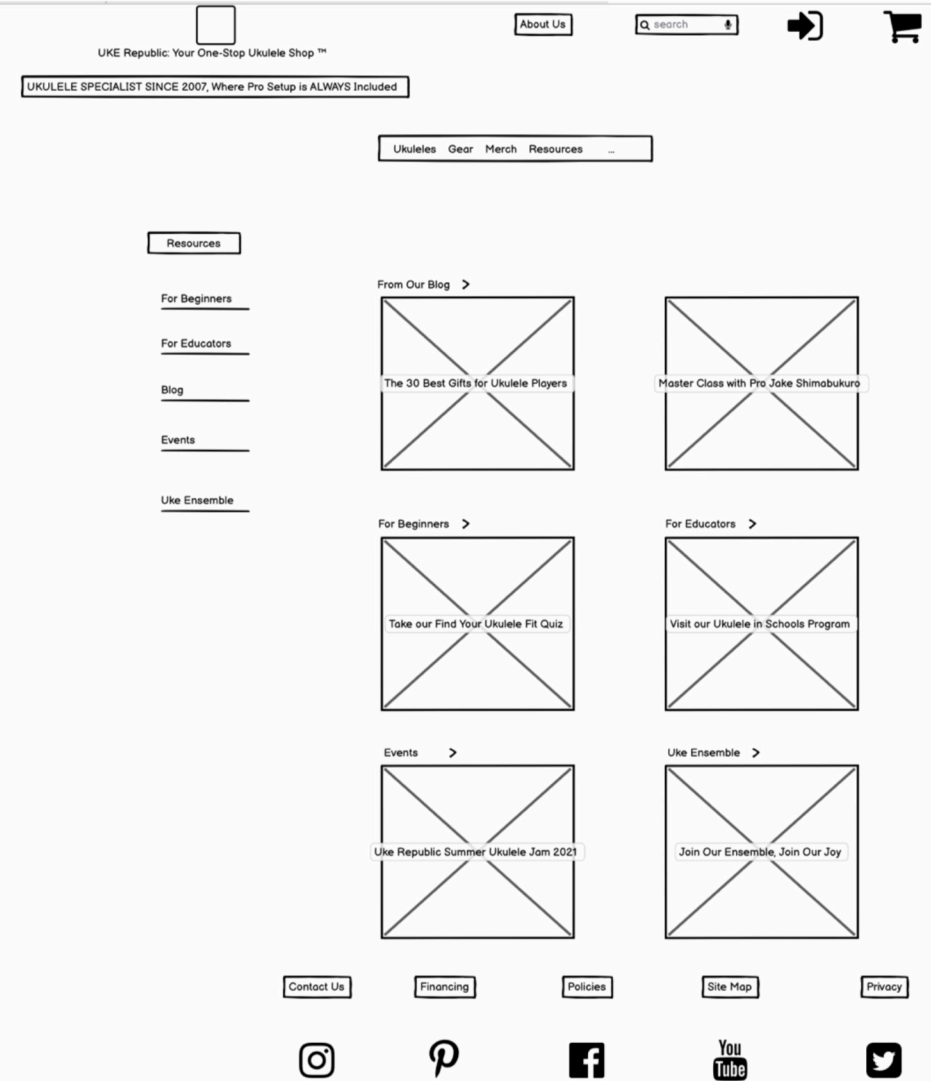 About Us
search
UKE Republic: Your One-Stop Ukulele Shop ™
UKULELE SPECIALIST SINCE 2007, Where Pro Setup is ALWAYS Included
Ukuleles Gear Merch Resources ...
Resources
For Beginners
For Educators
Blog
Events
Uke Ensemble
From Our Blog >
The 30 Best Gifts for Ukulele Players
Master Class with Pro Jake Shimabukuro
For Beginners >
For Educators >
Take our Find Your Ukulele Fit Quiz
Visit our Ukulele in Schools Program
Events >
Uke Ensemble >
Uke Republic Summer Ukulele Jam 2021
Join Our Ensemble, Join Our Joy
Contact Us
Financing
Policies
Site Map
Privacy
You
Tube